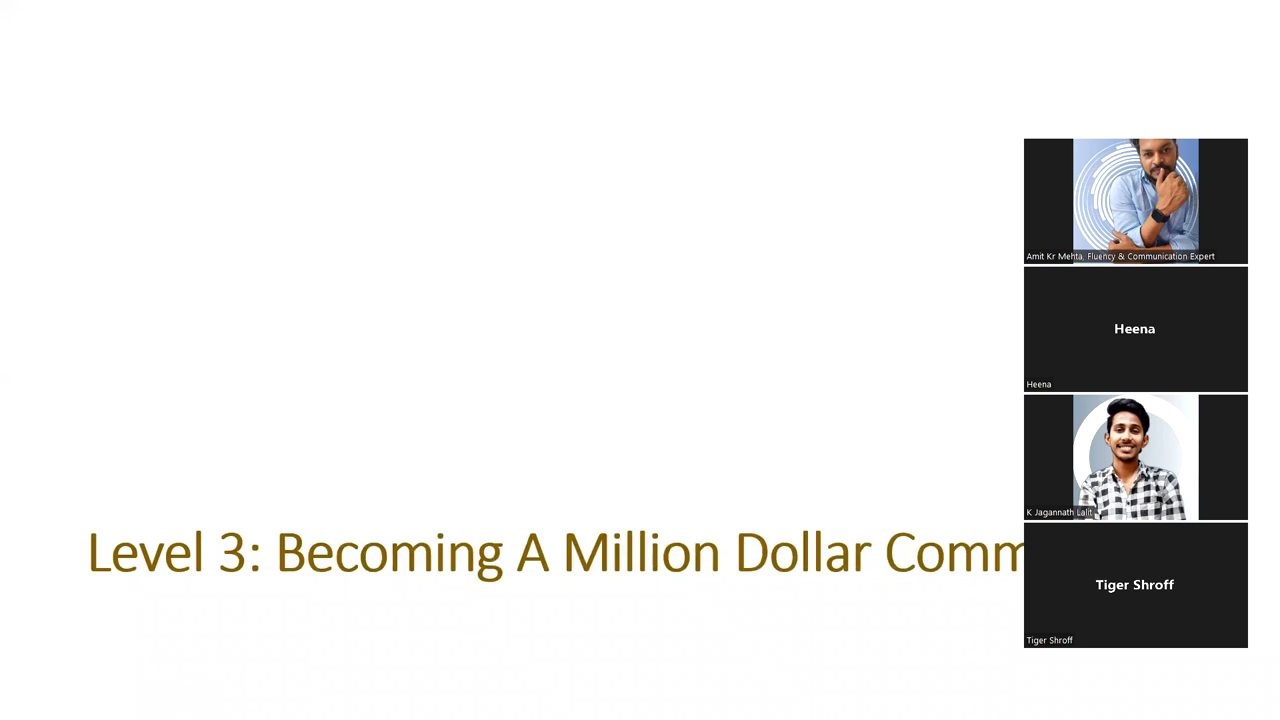 Amit Kr Mehta, Fluency & Communication Expert
Heena
Heena
K Jagannath Lalit
Level 3: Becoming A Million Dollar Comm
Tiger Shroff
Tiger Shroff